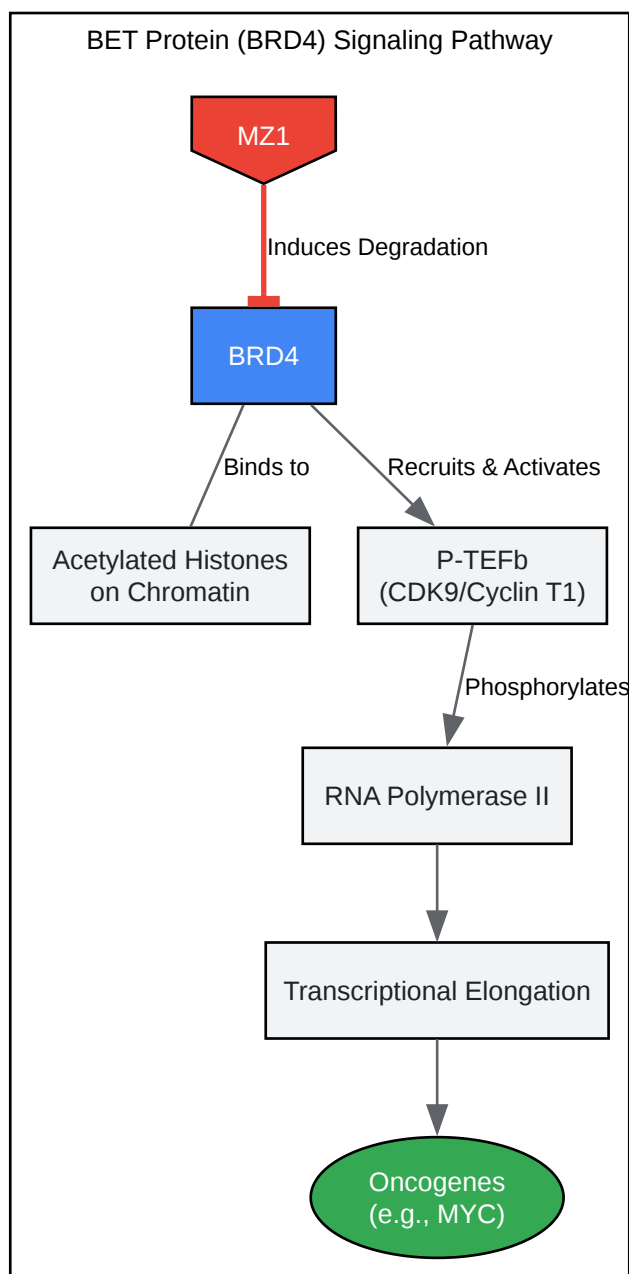 BET Protein (BRD4) Signaling Pathway
MZ1
Induces Degradation
BRD4
Binds to
Recruits & Activates
Acetylated Histones
on Chromatin
P-TEFb
(CDK9/Cyclin T1)
Phosphorylates
RNA Polymerase II
Transcriptional Elongation
Oncogenes
(e.g., MYC)